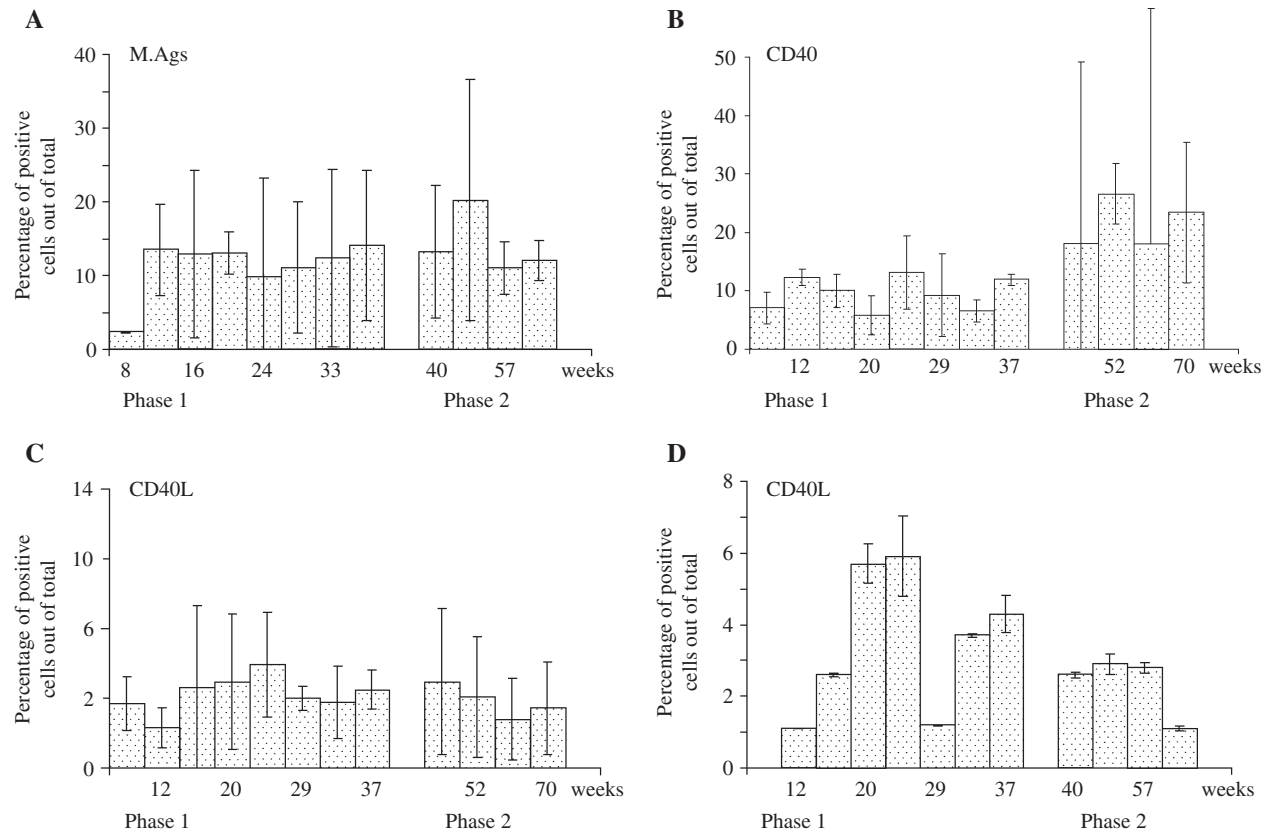 A
M.Ags
Percentage of positive
cells out of total
40
30
20
10
0
8 16 24 33 40 57 weeks
Phase 1 Phase 2
B
CD40
Percentage of positive
cells out of total
50
40
30
20
10
0
12 20 29 37 52 70 weeks
Phase 1 Phase 2
C
CD40L
Percentage of positive
cells out of total
14
10
6
2
0
12 20 29 37 52 70 weeks
Phase 1 Phase 2
D
CD40L
Percentage of positive
cells out of total
8
6
4
2
0
12 20 29 37 40 57 weeks
Phase 1 Phase 2